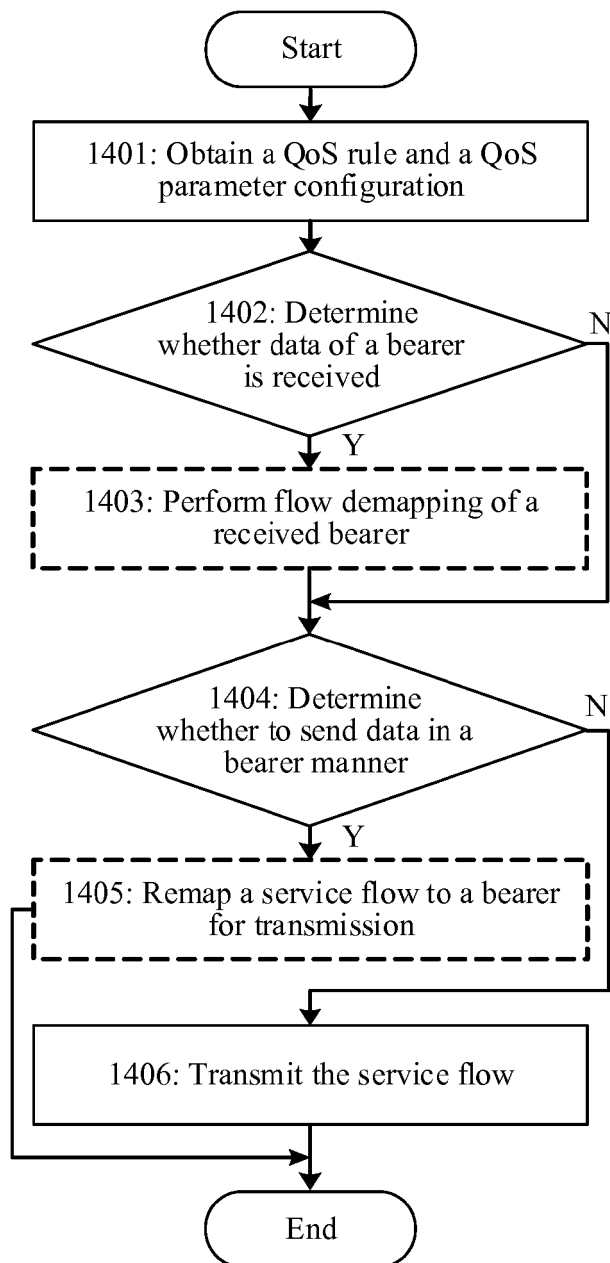 Start
1401: Obtain a QoS rule and a QoS
parameter configuration
1402: Determine
whether data of a bearer
is received
N
Y
1403: Perform flow demapping of a
received bearer
1404: Determine
whether to send data in a
bearer manner
N
Y
1405: Remap a service flow to a bearer
for transmission
1406: Transmit the service flow
End